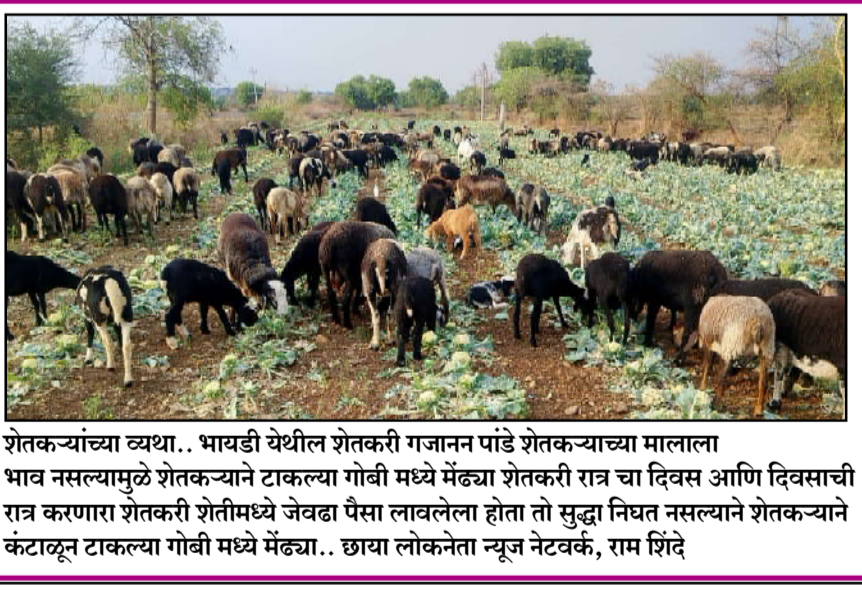 शेतकऱ्यांच्या व्यथा.. भायडी येथील शेतकरी गजानन पांडे शेतकऱ्याच्या मालाला
भाव नसल्यामुळे शेतकऱ्याने टाकल्या गोबी मध्ये मेंढ्या शेतकरी रात्र चा दिवस आणि दिवसाची
रात्र करणारा शेतकरी शेतीमध्ये जेवढा पैसा लावलेला होता तो सुद्धा निघत नसल्याने शेतकऱ्याने
कंटाळून टाकल्या गोबी मध्ये मेंढ्या.. छाया लोकनेता न्यूज नेटवर्क, राम शिंदे